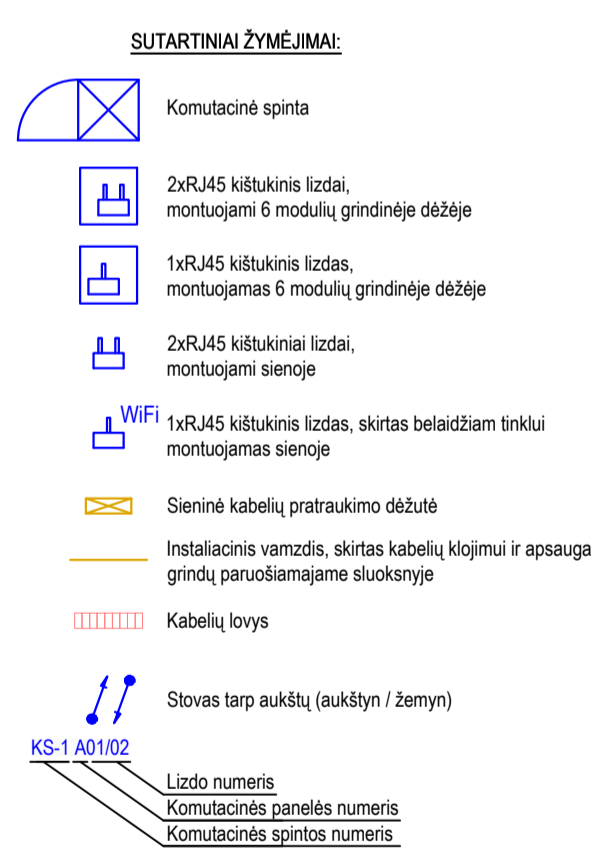 SUTARTINIAI ŽYMĖJIMAI:
Komutacinė spinta
2xRJ45 kištukinis lizdai,
montuojami 6 modulių grindinėje dėžėje
1xRJ45 kištukinis lizdas,
montuojamas 6 modulių grindinėje dėžėje
2xRJ45 kištukiniai lizdai,
montuojami sienoje
WiFi
1xRJ45 kištukinis lizdas, skirtas belaidžiam tinklui
montuojamas sienoje
Sieninė kabelių pratraukimo dėžutė
Instaliacinis vamzdis, skirtas kabelių klojimui ir apsauga
grindų paruošiamajame sluoksnyje
Kabelių lovys
Stovas tarp aukštų (aukštyn / žemyn)
KS-1 A01/02
Lizdo numeris
Komutacinės panelės numeris
Komutacinės spintos numeris